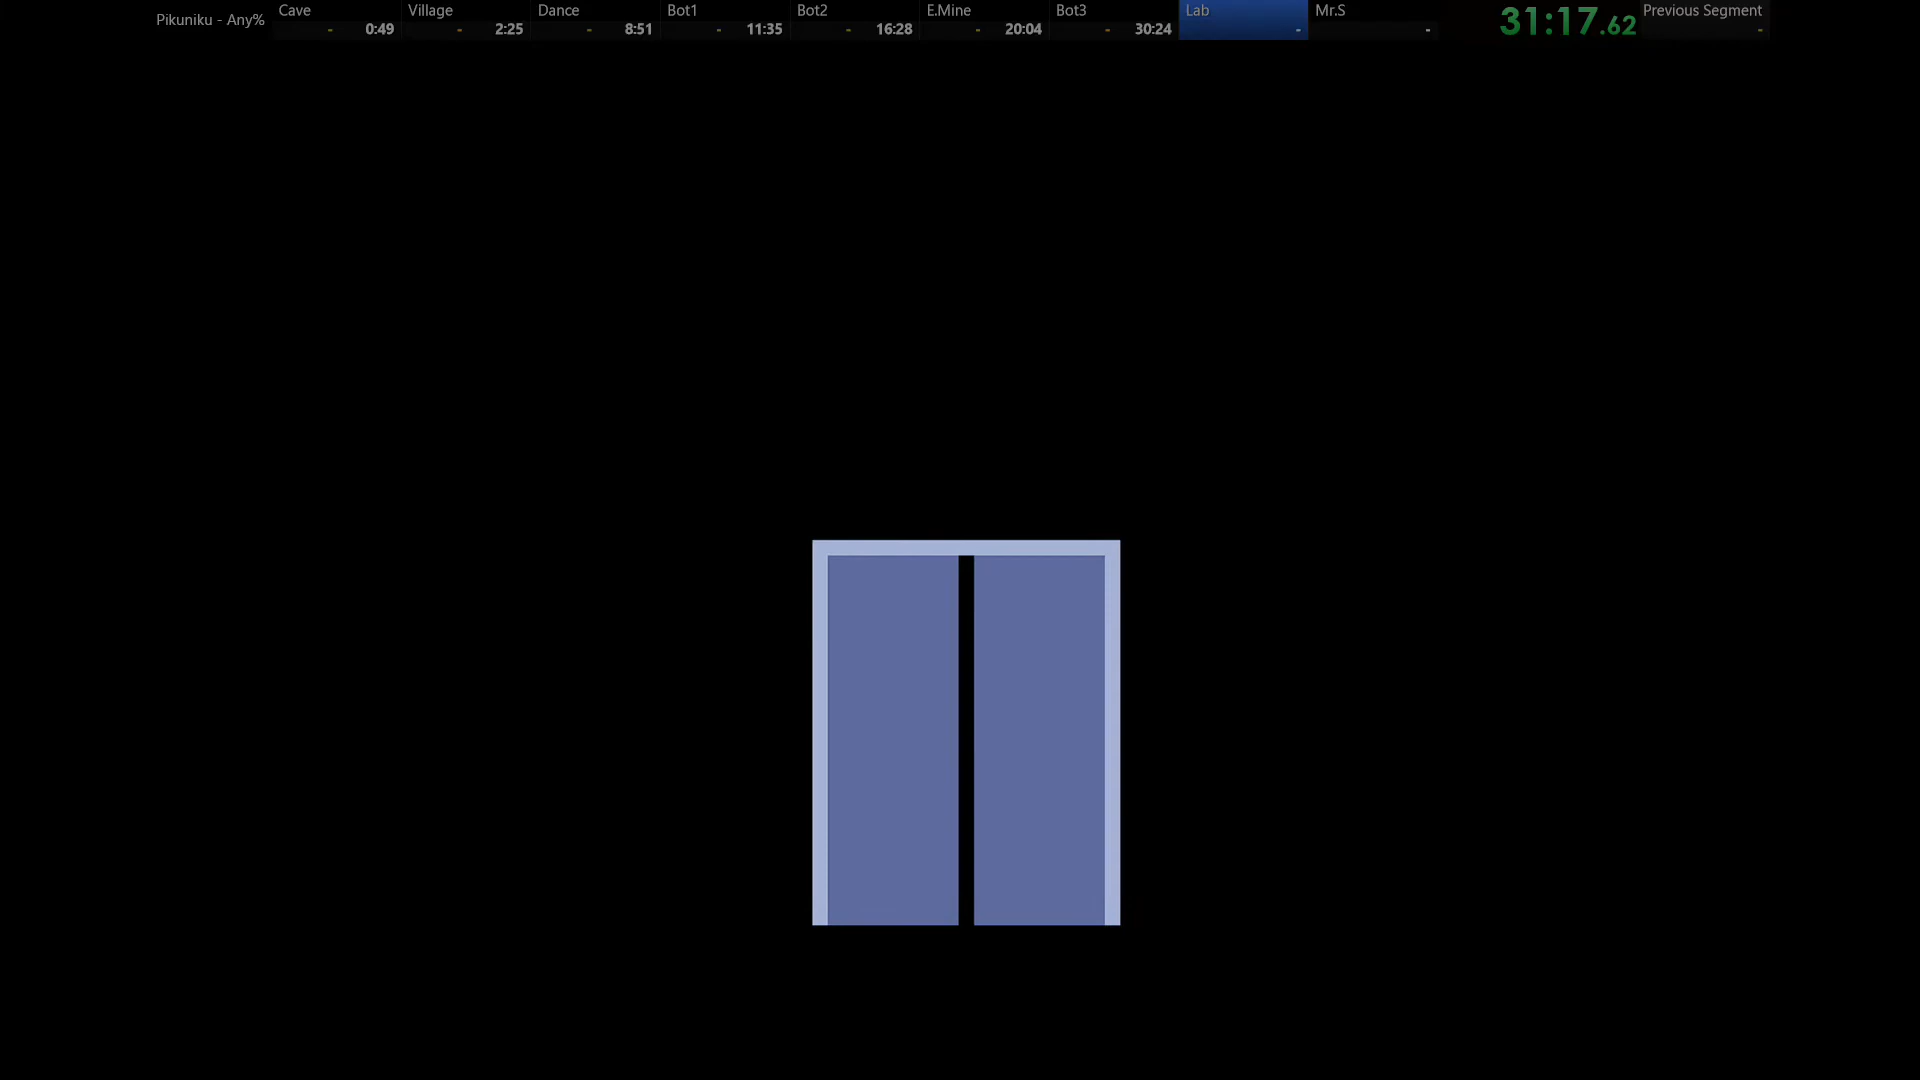 Pikuniku - Any%
Cave
- 0:49
Village
- 2:25
Dance
- 8:51
Bot1
- 11:35
Bot2
- 16:28
E.Mine
- 20:04
Bot3
- 30:24
Lab
-
Mr.S
-
31:17.62
Previous Segment
-